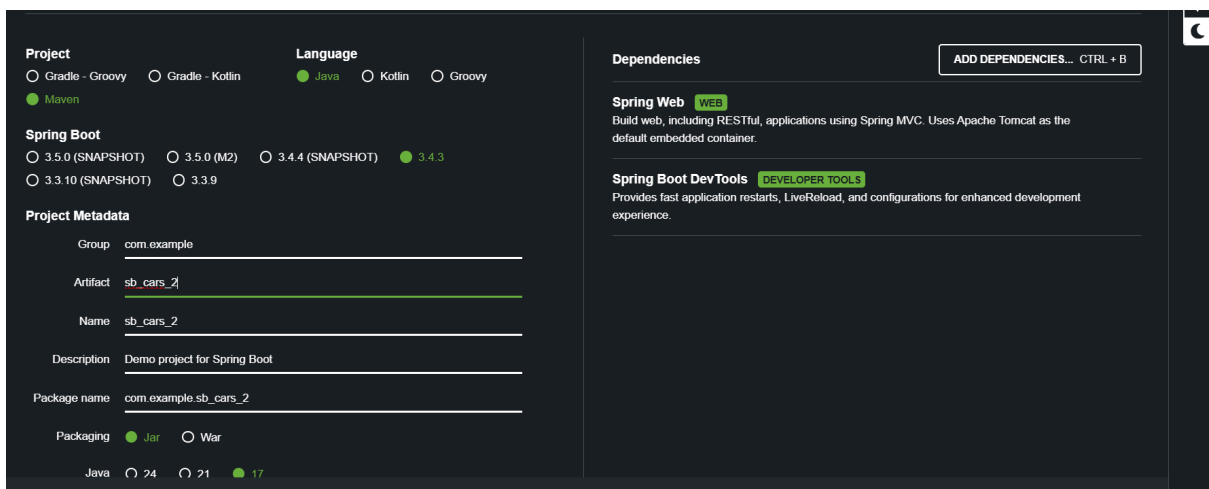 Project
Language
Gradle - Groovy Gradle - Kotlin
Java Kotlin Groovy
Maven
Spring Boot
3.5.0 (SNAPSHOT) 3.5.0 (M2) 3.4.4 (SNAPSHOT) 3.4.3
3.3.10 (SNAPSHOT) 3.3.9
Project Metadata
Group com.example
Artifact sb_cars_2
Name sb_cars_2
Description Demo project for Spring Boot
Package name com.example.sb_cars_2
Packaging Jar War
Java 24 21 17
Dependencies
ADD DEPENDENCIES... CTRL + B
Spring Web WEB
Build web, including RESTful, applications using Spring MVC. Uses Apache Tomcat as the
default embedded container.
Spring Boot DevTools DEVELOPER TOOLS
Provides fast application restarts, LiveReload, and configurations for enhanced development
experience.